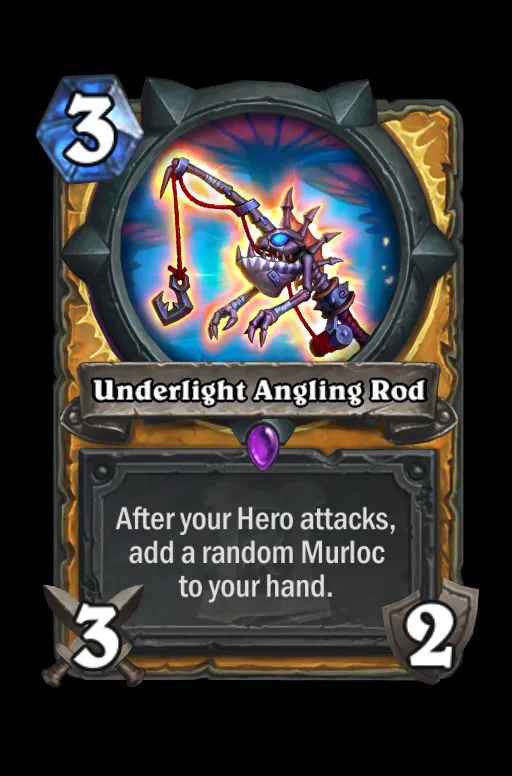 3
Underlight Angling Rod
After your Hero attacks,
add a random Murloc
to your hand.
3
2